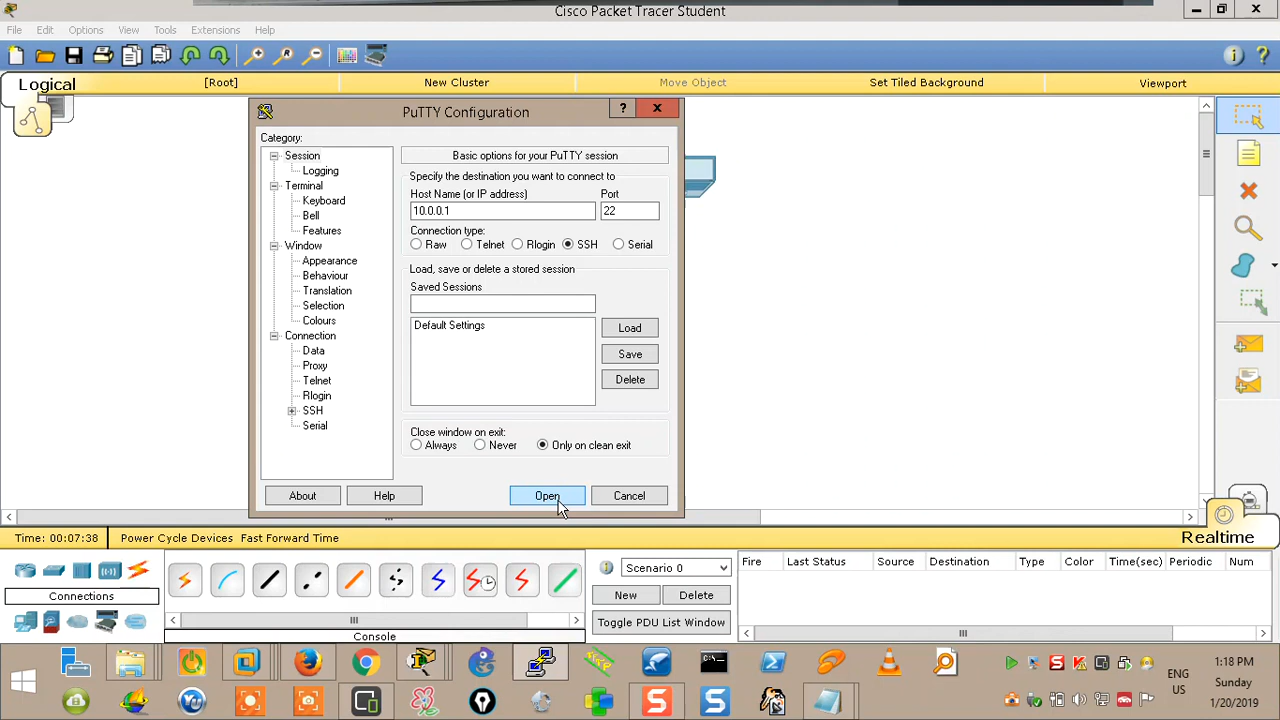 Cisco Packet Tracer Student
File Edit Options View Tools Extensions Help
Logical [Root] New Cluster Move Object Set Tiled Background Viewport
PuTTY Configuration
?
Category:
Session
Logging
Terminal
Keyboard
Bell
Features
Window
Appearance
Behaviour
Translation
Selection
Colours
Connection
Data
Proxy
Telnet
Rlogin
SSH
Serial
Basic options for your PuTTY session
Specify the destination you want to connect to
Host Name (or IP address) Port
10.0.0.1 22
Connection type:
Raw Telnet Rlogin SSH Serial
Load, save or delete a stored session
Saved Sessions
Default Settings
Load
Save
Delete
Close window on exit:
Always Never Only on clean exit
About Help Open Cancel
Realtime
Time: 00:07:38 Power Cycle Devices Fast Forward Time
Connections
Console
Scenario 0
New Delete
Toggle PDU List Window
Fire Last Status Source Destination Type Color Time(sec) Periodic Num
ENG
US
1:18 PM
Sunday
1/20/2019